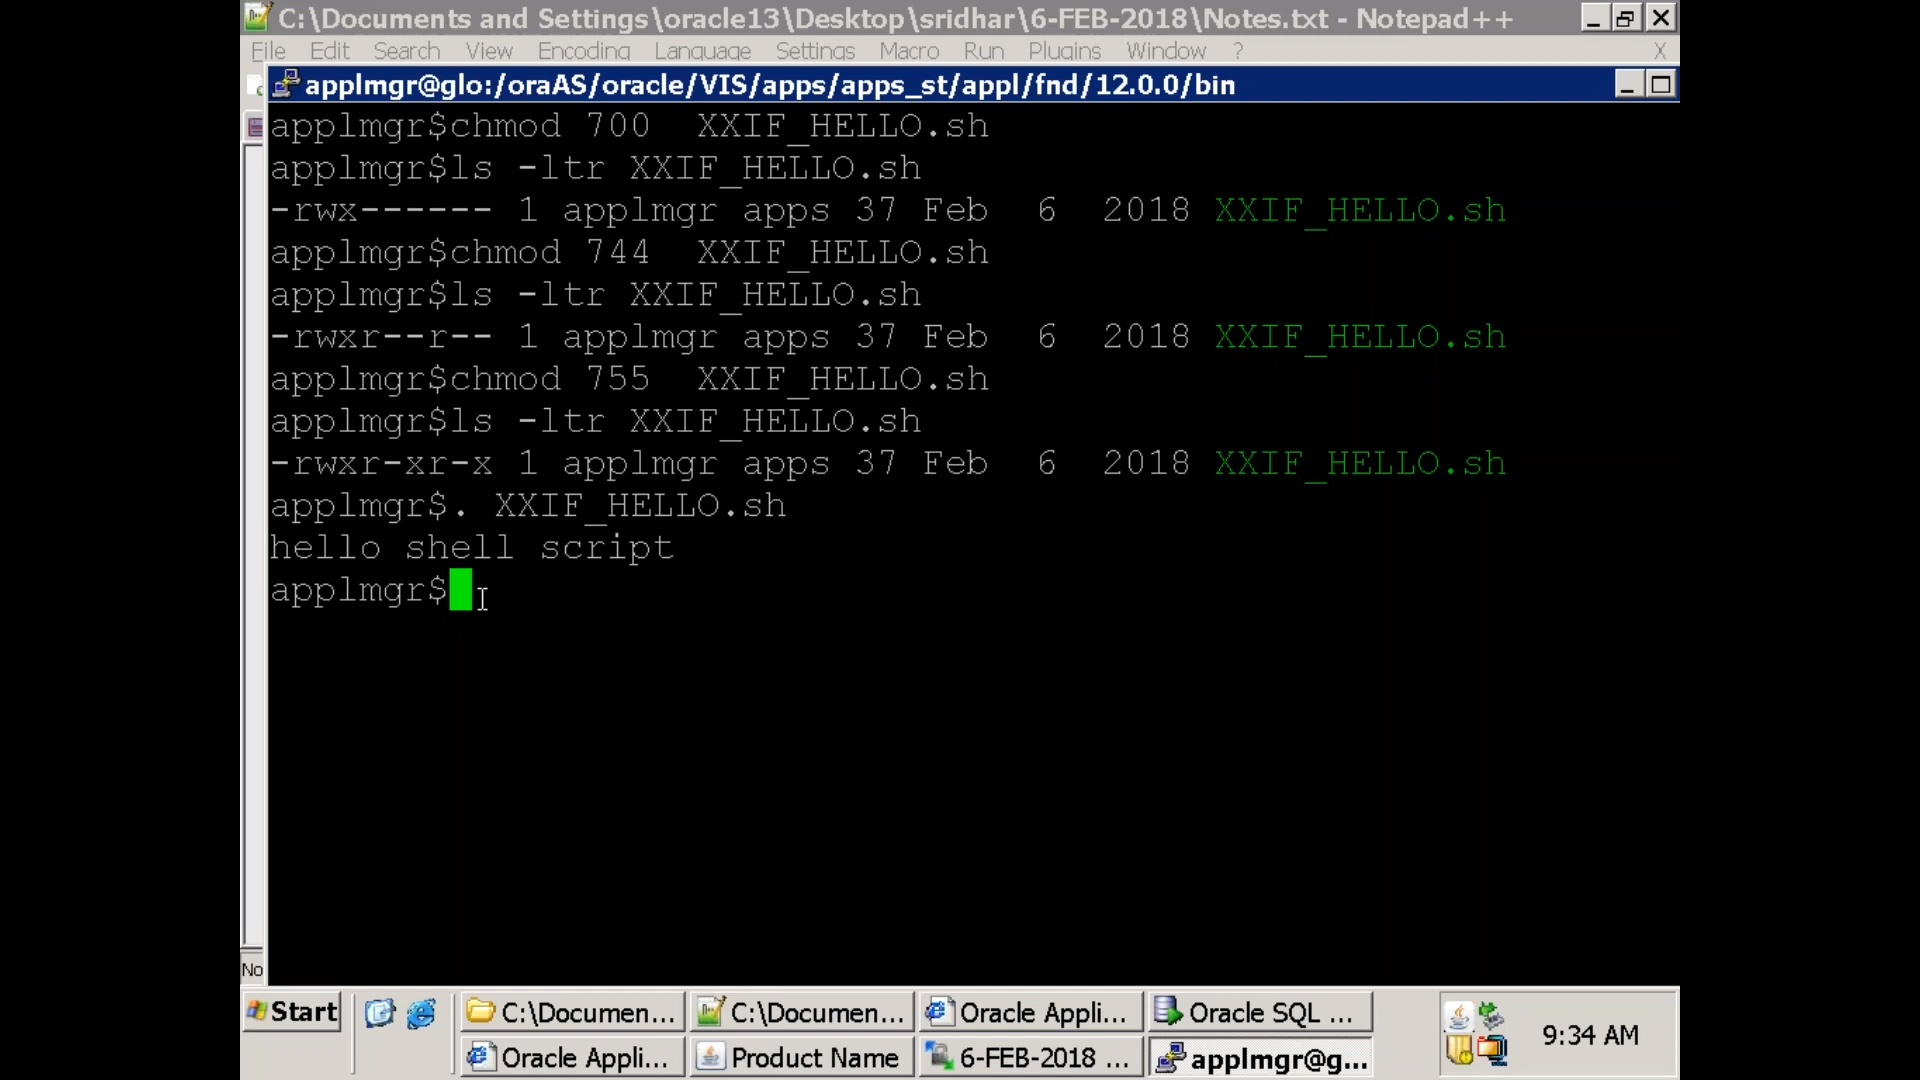 C:\Documents and Settings\oracle13\Desktop\sridhar\6-FEB-2018\Notes.txt - Notepad++
File Edit Search View Encoding Language Settings Macro Run Plugins Window ? X
applmgr@glo:/oraAS/oracle/VIS/apps/apps_st/appl/fnd/12.0.0/bin
applmgr$chmod 700  XXIF_HELLO.sh
applmgr$ls -ltr XXIF_HELLO.sh
-rwx------ 1 applmgr apps 37 Feb  6  2018 XXIF_HELLO.sh
applmgr$chmod 744  XXIF_HELLO.sh
applmgr$ls -ltr XXIF_HELLO.sh
-rwxr--r-- 1 applmgr apps 37 Feb  6  2018 XXIF_HELLO.sh
applmgr$chmod 755  XXIF_HELLO.sh
applmgr$ls -ltr XXIF_HELLO.sh
-rwxr-xr-x 1 applmgr apps 37 Feb  6  2018 XXIF_HELLO.sh
applmgr$. XXIF_HELLO.sh
hello shell script
applmgr$
No
Start C:\Documen... C:\Documen... Oracle Appli... Oracle SQL ...
Oracle Appli... Product Name 6-FEB-2018 ... applmgr@g... 9:34 AM